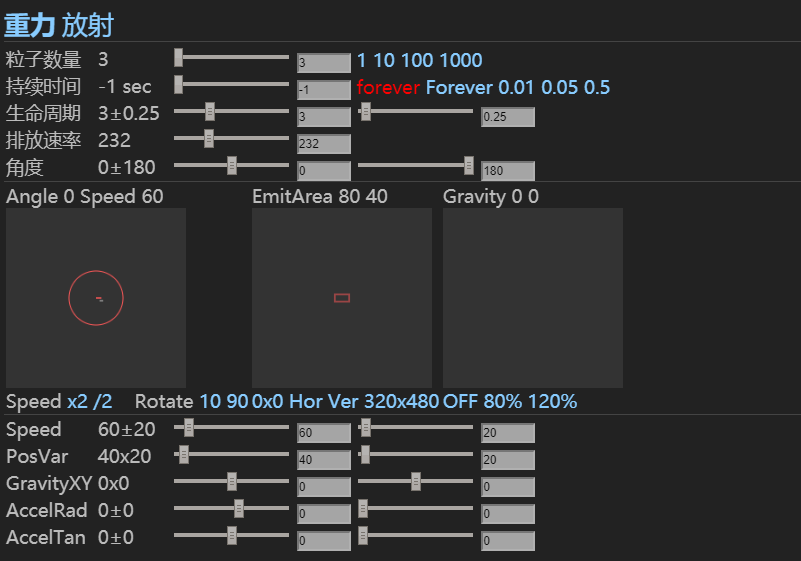 重力 放射
粒子数量 3 3 1 10 100 1000
持续时间 -1 sec -1 forever Forever 0.01 0.05 0.5
生命周期 3±0.25 3 0.25
排放速率 232 232
角度 0±180 0 180
Angle 0 Speed 60 EmitArea 80 40 Gravity 0 0
Speed x2 /2 Rotate 10 90 0x0 Hor Ver 320x480 OFF 80% 120%
Speed 60±20 60 20
PosVar 40x20 40 20
GravityXY 0x0 0 0
AccelRad 0±0 0 0
AccelTan 0±0 0 0